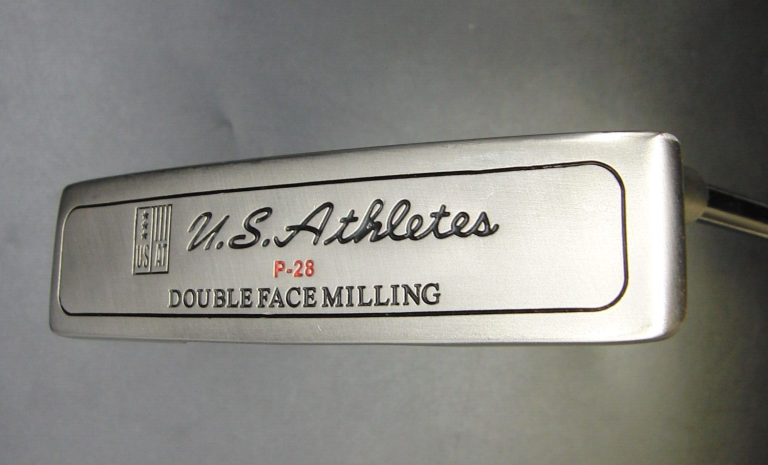 US AT
U.S. Athletes
P-28
DOUBLE FACE MILLING